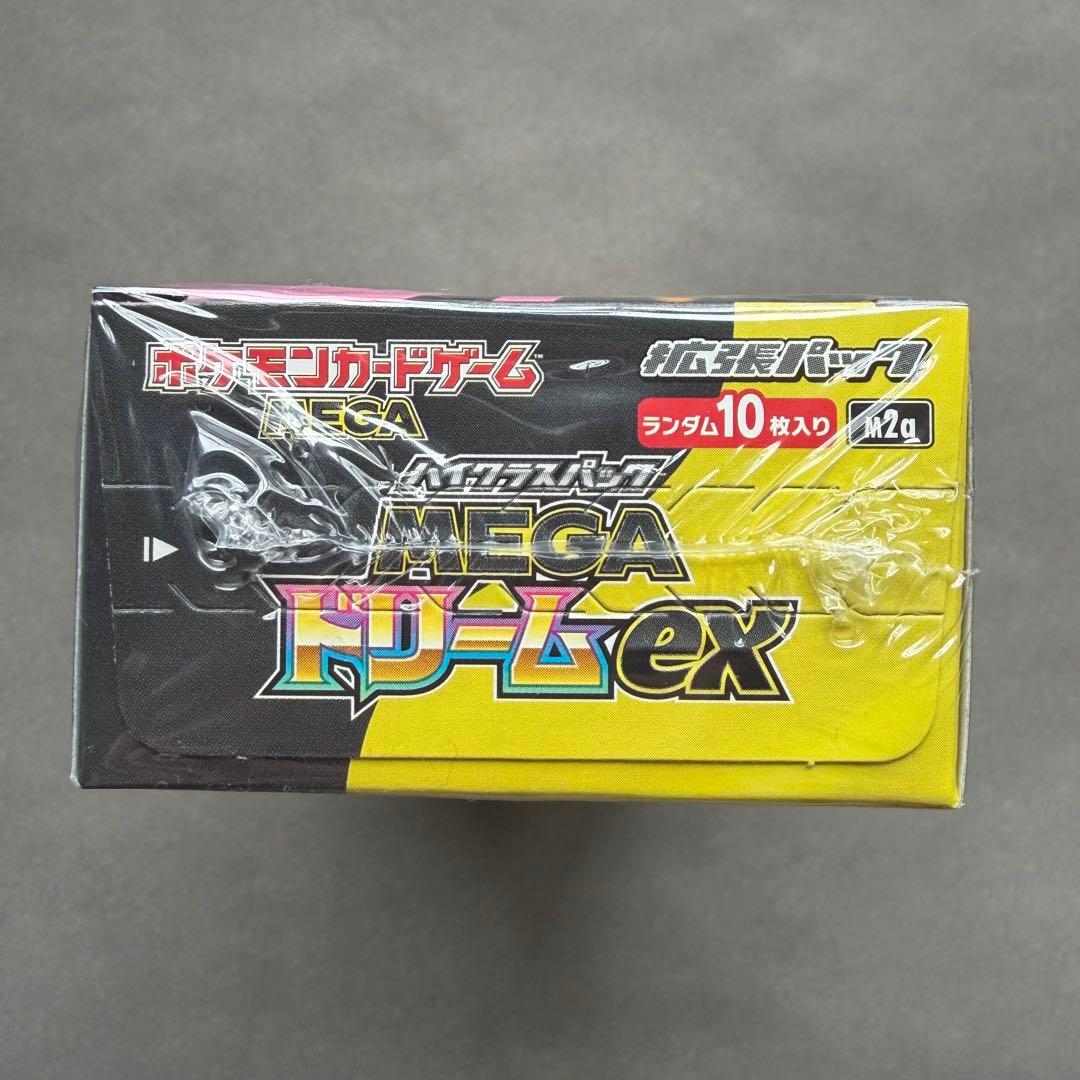 ポケモンカードゲーム™
MEGA
拡張パック
ランダム10枚入り
M2a
ハイクラスパック
MEGA
ドリームex